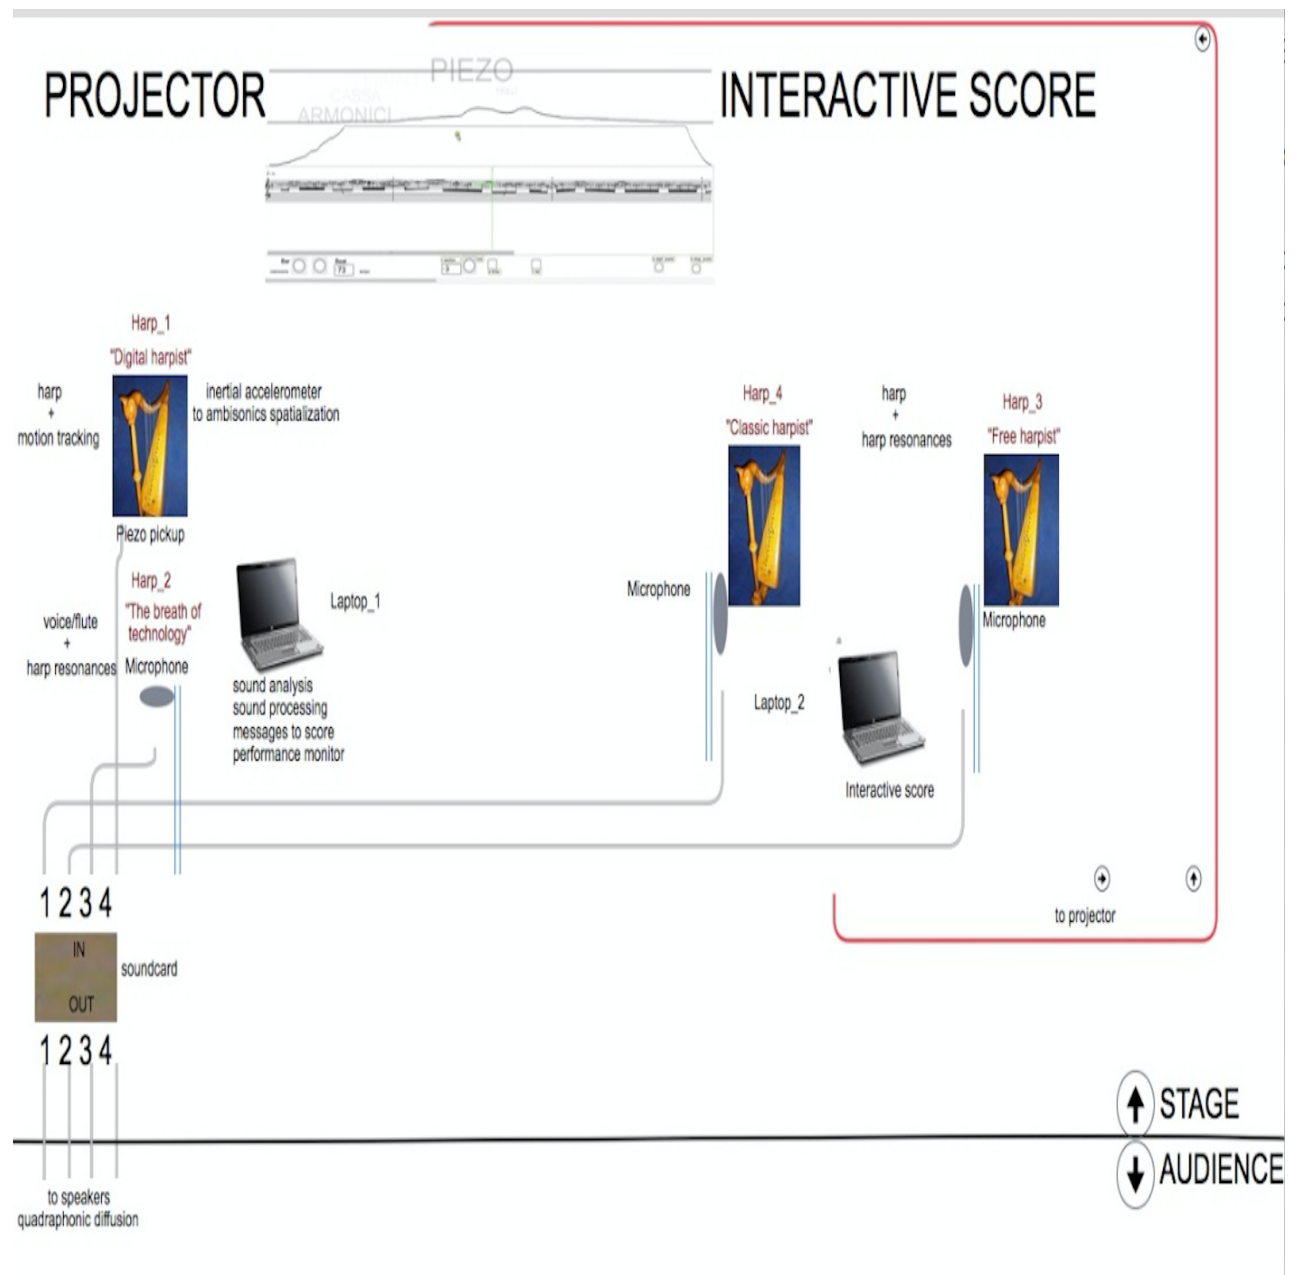 PROJECTOR
PIEZO
CASSA
ARMONICI
INTERACTIVE SCORE
73
3
Harp_1
"Digital harpist"
harp
+
motion tracking
inertial accelerometer
to ambisonics spatialization
Piezo pickup
Harp_2
"The breath of
technology"
voice/flute
+
harp resonances
Microphone
Laptop_1
sound analysis
sound processing
messages to score
performance monitor
Harp_4
"Classic harpist"
Microphone
harp
+
harp resonances
Harp_3
"Free harpist"
Microphone
Laptop_2
Interactive score
to projector
1 2 3 4
IN
OUT
soundcard
1 2 3 4
to speakers
quadraphonic diffusion
STAGE
AUDIENCE